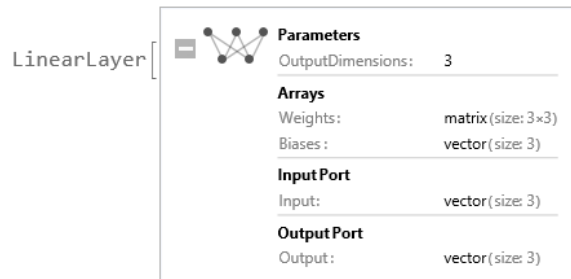 LinearLayer[
Parameters
OutputDimensions: 3
Arrays
Weights: matrix (size: 3×3)
Biases: vector (size: 3)
Input Port
Input: vector (size: 3)
Output Port
Output: vector (size: 3)